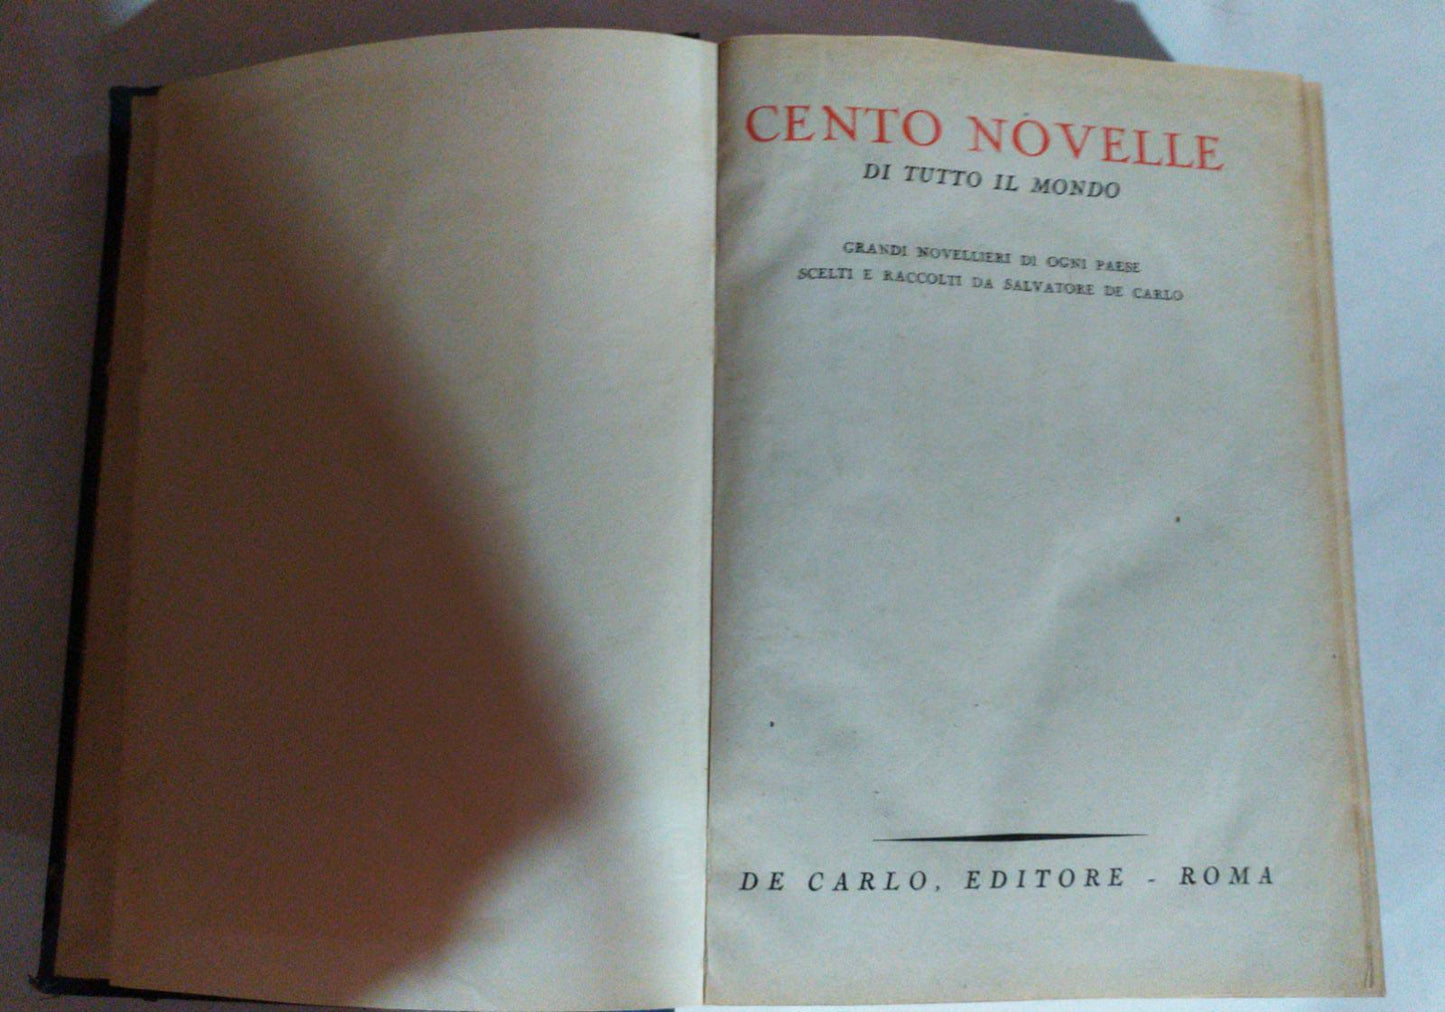 CENTO NOVELLE
DI TUTTO IL MONDO
GRANDI NOVELLIERI DI OGNI PAESE
SCELTI E RACCOLTI DA SALVATORE DE CARLO
DE CARLO, EDITORE - ROMA